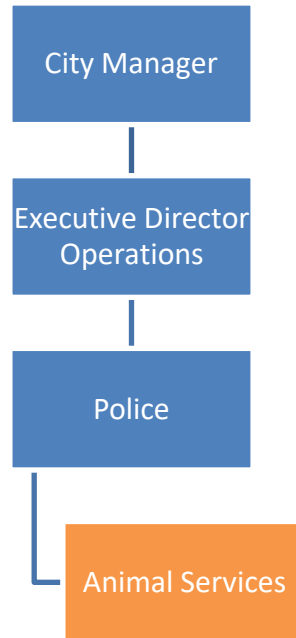 City Manager
Executive Director
Operations
Police
Animal Services